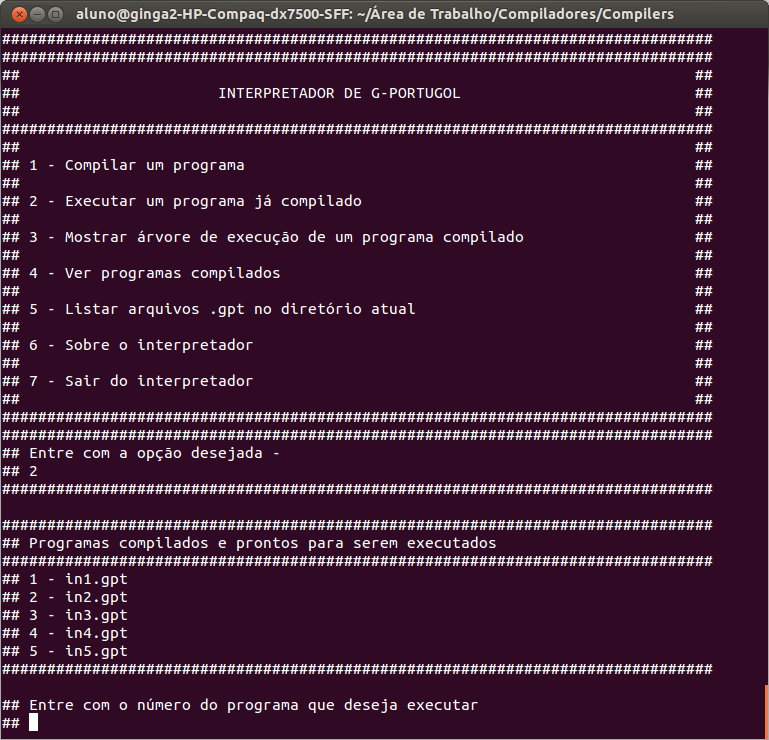 aluno@ginga2-HP-Compaq-dx7500-SFF: ~/Área de Trabalho/Compiladores/Compilers
###############################################################################
###############################################################################
## ##
## INTERPRETADOR DE G-PORTUGOL ##
## ##
###############################################################################
## ##
## 1 - Compilar um programa ##
## ##
## 2 - Executar um programa já compilado ##
## ##
## 3 - Mostrar árvore de execução de um programa compilado ##
## ##
## 4 - Ver programas compilados ##
## ##
## 5 - Listar arquivos .gpt no diretório atual ##
## ##
## 6 - Sobre o interpretador ##
## ##
## 7 - Sair do interpretador ##
## ##
###############################################################################
###############################################################################
## Entre com a opção desejada -
## 2
###############################################################################
###############################################################################
## Programas compilados e prontos para serem executados
###############################################################################
## 1 - in1.gpt
## 2 - in2.gpt
## 3 - in3.gpt
## 4 - in4.gpt
## 5 - in5.gpt
###############################################################################
## Entre com o número do programa que deseja executar
##